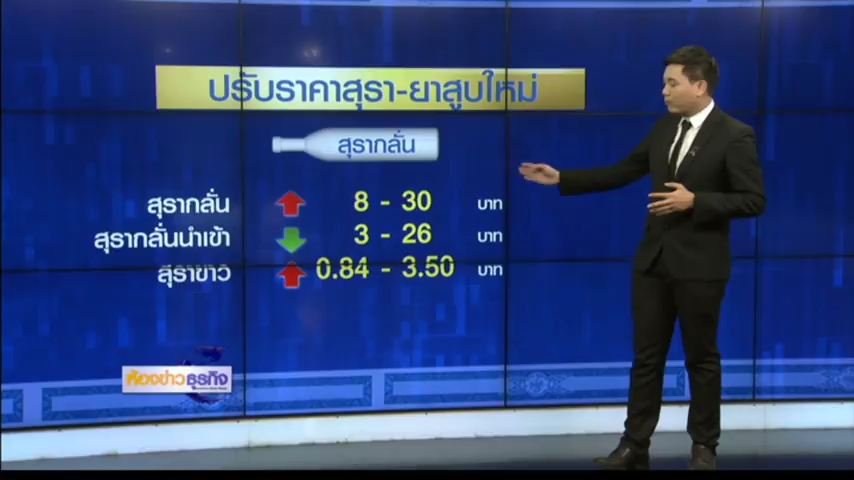 ปรับราคาสุรา-ยาสูบใหม่
สุรากลั่น
สุรากลั่น 8 - 30 บาท
สุรากลั่นนำเข้า 3 - 26 บาท
สุราขาว 0.84 - 3.50 บาท
ห้องข่าวธุรกิจ